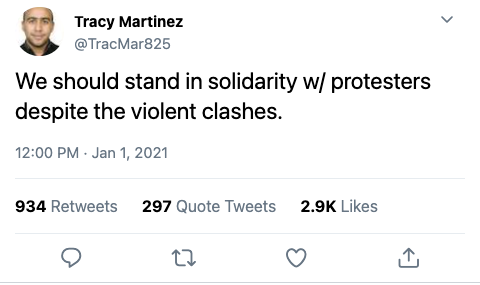 Tracy Martinez
@TracMar825
We should stand in solidarity w/ protesters
despite the violent clashes.
12:00 PM · Jan 1, 2021
934 Retweets 297 Quote Tweets 2.9K Likes